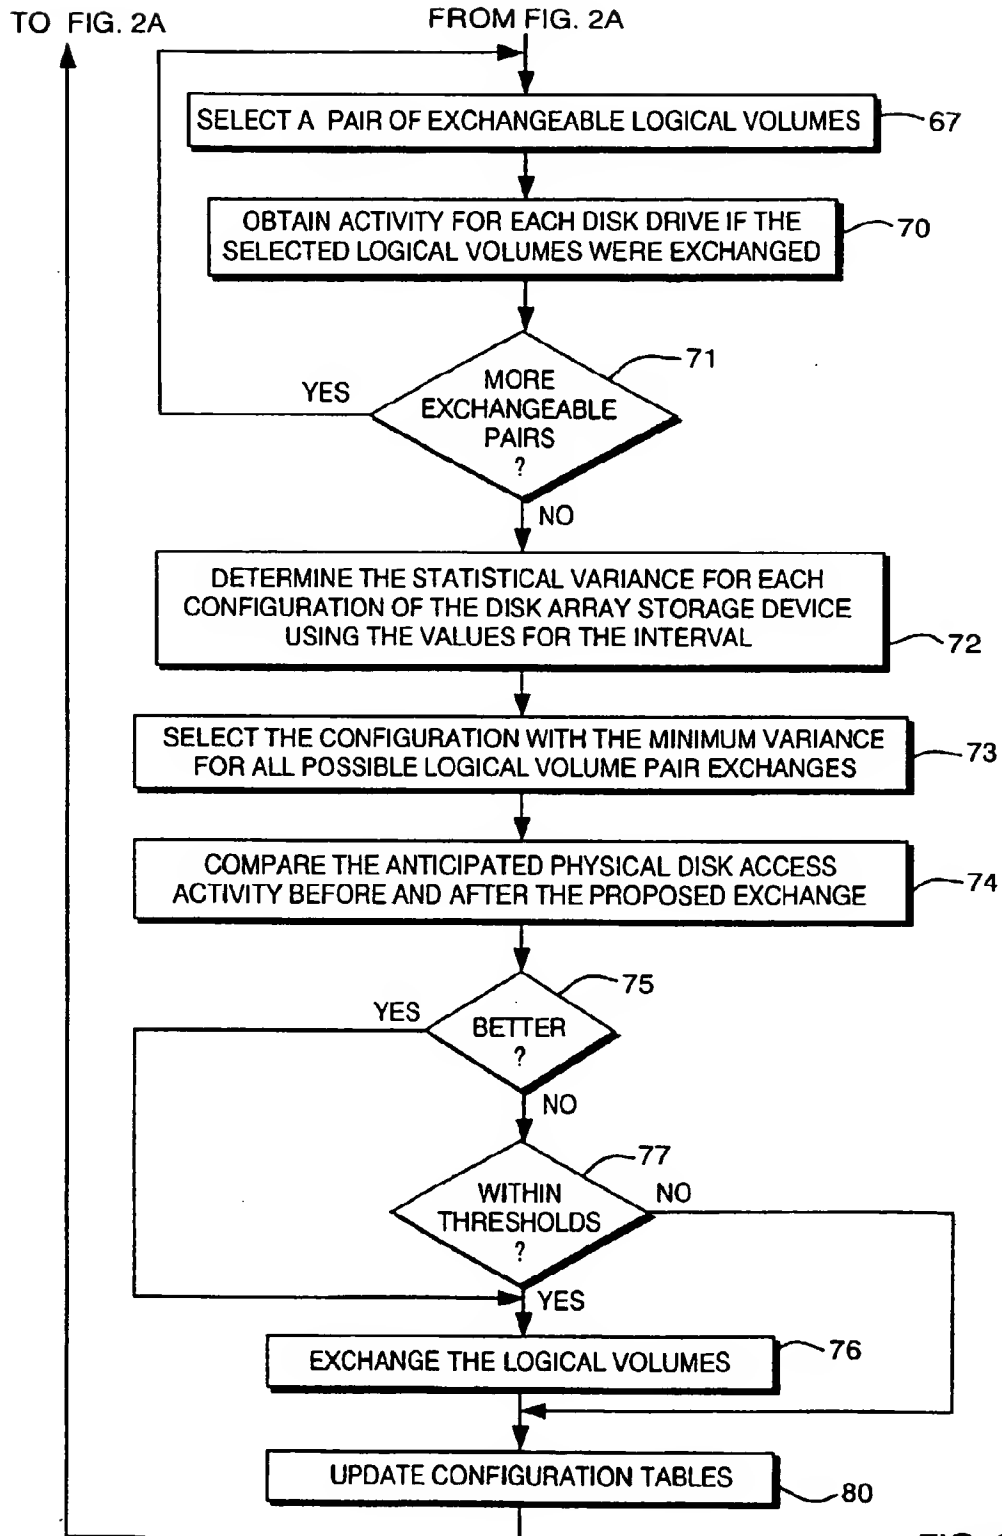 TO FIG. 2A
FROM FIG. 2A
SELECT A PAIR OF EXCHANGEABLE LOGICAL VOLUMES
67
OBTAIN ACTIVITY FOR EACH DISK DRIVE IF THE
SELECTED LOGICAL VOLUMES WERE EXCHANGED
70
71
MORE
EXCHANGEABLE
PAIRS
?
YES
NO
DETERMINE THE STATISTICAL VARIANCE FOR EACH
CONFIGURATION OF THE DISK ARRAY STORAGE DEVICE
USING THE VALUES FOR THE INTERVAL
72
SELECT THE CONFIGURATION WITH THE MINIMUM VARIANCE
FOR ALL POSSIBLE LOGICAL VOLUME PAIR EXCHANGES
73
COMPARE THE ANTICIPATED PHYSICAL DISK ACCESS
ACTIVITY BEFORE AND AFTER THE PROPOSED EXCHANGE
74
75
YES
BETTER
?
NO
77
WITHIN
THRESHOLDS
?
NO
YES
EXCHANGE THE LOGICAL VOLUMES
76
UPDATE CONFIGURATION TABLES
80